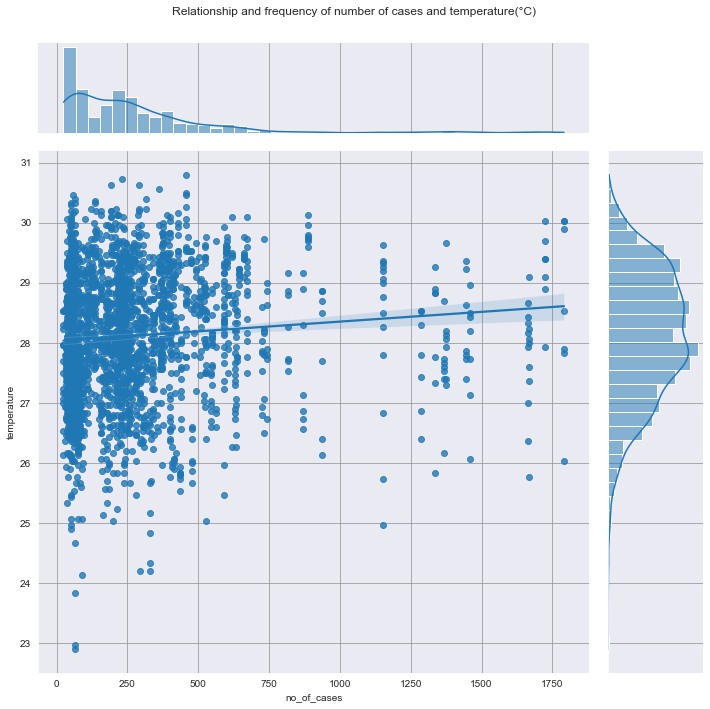 Relationship and frequency of number of cases and temperature(°C)
31
30
29
28
27
26
25
24
23
temperature
0 250 500 750 1000 1250 1500 1750
no_of_cases